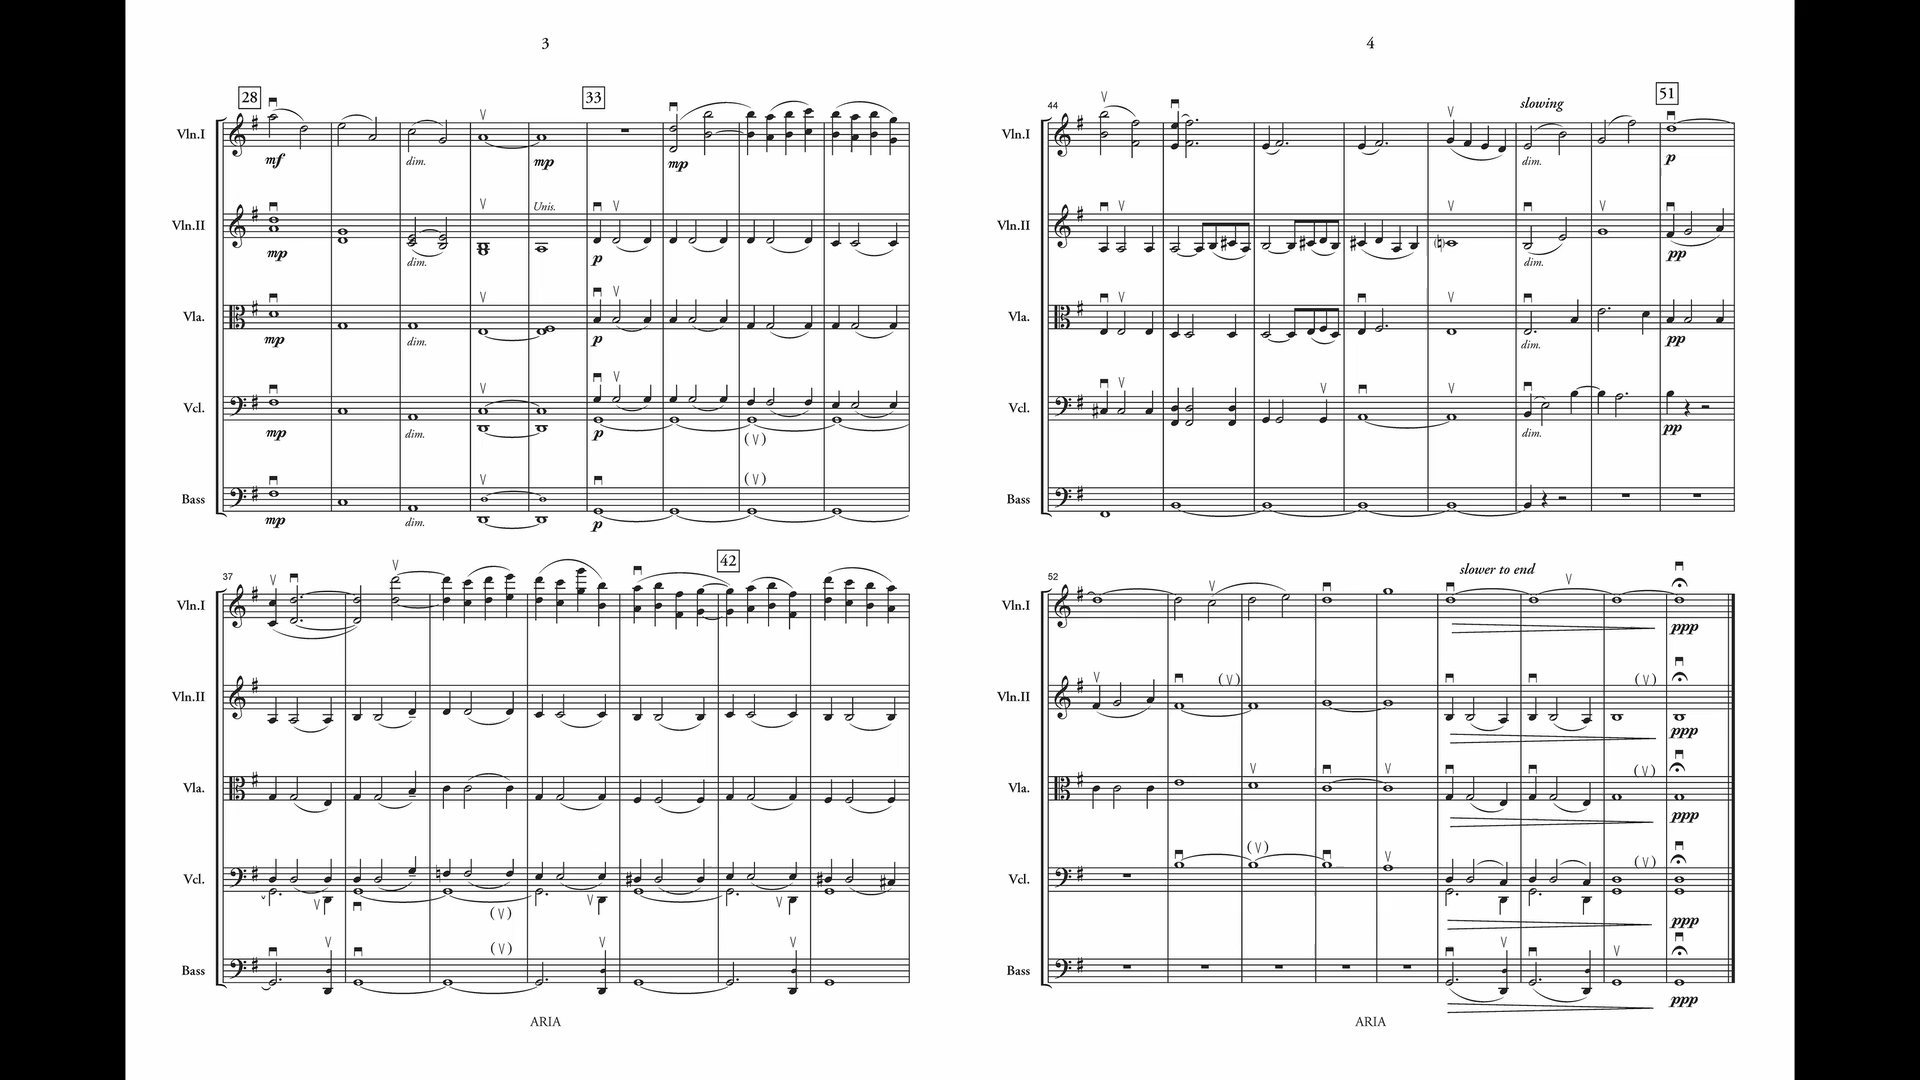 3
28
33
Vln.I
mf
dim.
mp
mp
Unis.
Vln.II
mp
dim.
p
Vla.
mp
dim.
p
Vcl.
mp
dim.
p
Bass
mp
dim.
p
37
42
Vln.I
Vln.II
Vla.
Vcl.
Bass
ARIA
4
44
slowing
51
Vln.I
dim.
p
Vln.II
dim.
pp
Vla.
dim.
pp
Vcl.
dim.
pp
Bass
52
slower to end
Vln.I
ppp
Vln.II
ppp
Vla.
ppp
Vcl.
ppp
Bass
ppp
ARIA